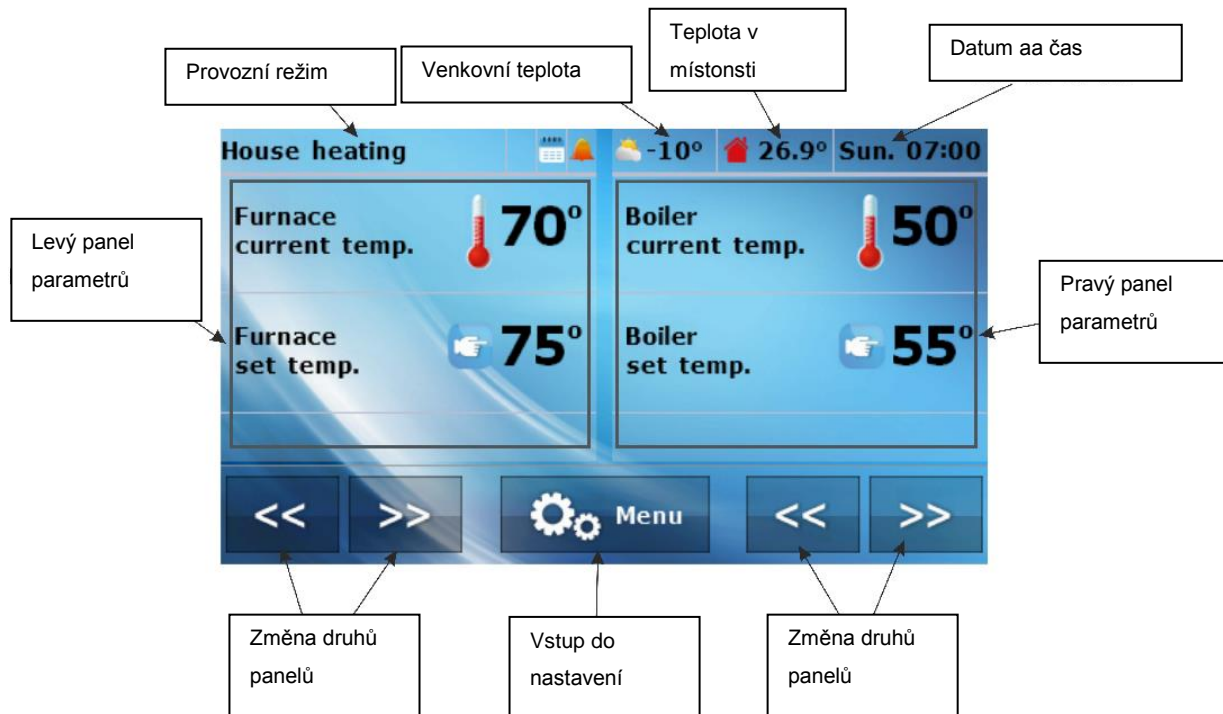 Teplota v
místonsti
Datum aa čas
Provozní režim
Venkovní teplota
House heating
-10°
26.9°
Sun. 07:00
Levý panel
parametrů
Furnace
current temp.
70°
Furnace
set temp.
75°
Boiler
current temp.
50°
Boiler
set temp.
55°
Pravý panel
parametrů
<<
>>
Menu
<<
>>
Změna druhů
panelů
Vstup do
nastavení
Změna druhů
panelů